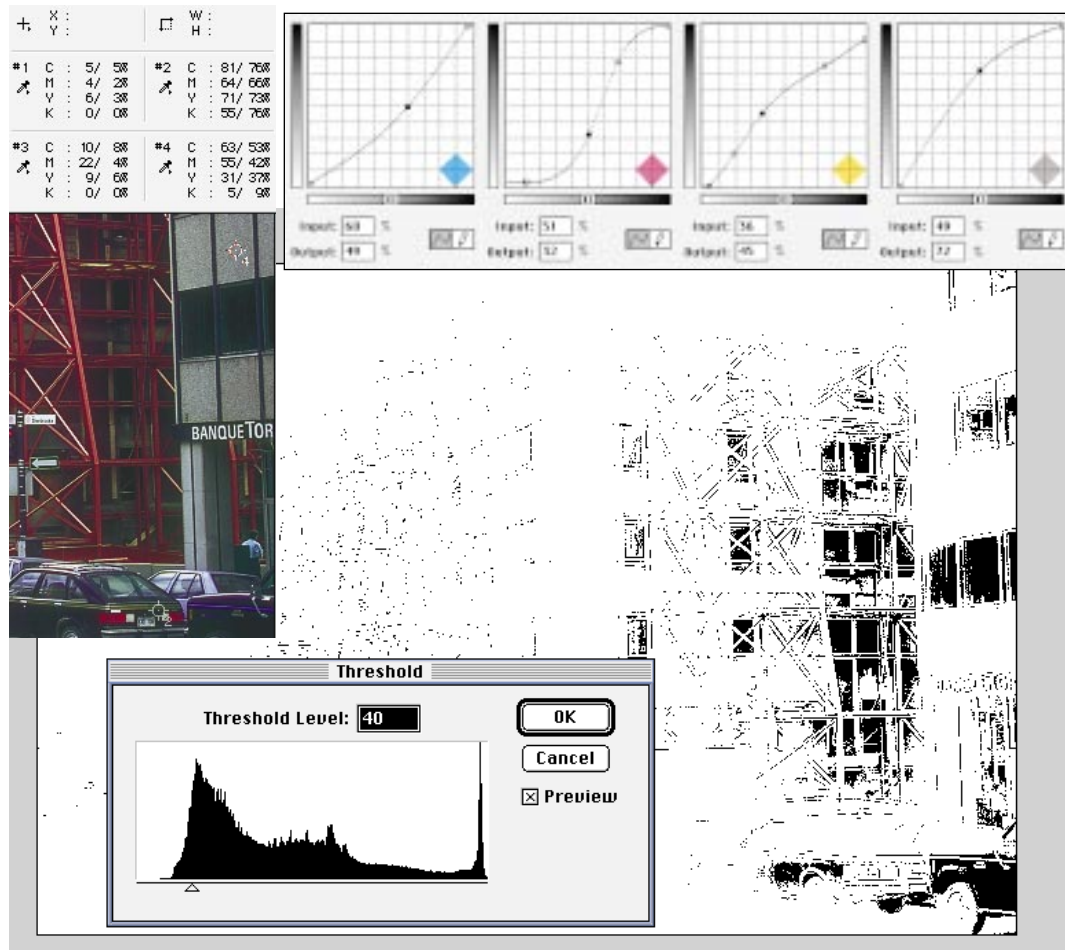 X :
Y :
W :
H :
#1 C : 5/ 5%
M : 4/ 2%
Y : 6/ 3%
K : 0/ 0%
#2 C : 81/ 76%
M : 64/ 66%
Y : 71/ 73%
K : 55/ 76%
#3 C : 10/ 8%
M : 22/ 4%
Y : 9/ 6%
K : 0/ 0%
#4 C : 63/ 53%
M : 55/ 42%
Y : 31/ 37%
K : 5/ 9%
Input: 60 %
Output: 49 %
Input: 51 %
Output: 32 %
Input: 36 %
Output: 45 %
Input: 49 %
Output: 72 %
BANQUE TOR
Threshold
Threshold Level: 40
OK
Cancel
Preview